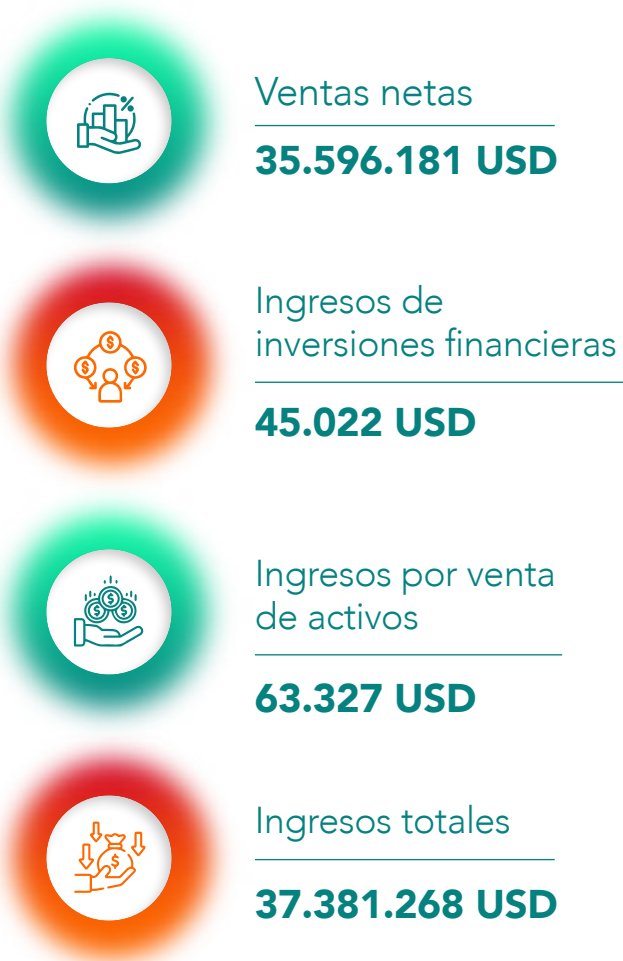 Ventas netas
35.596.181 USD
Ingresos de
inversiones financieras
45.022 USD
Ingresos por venta
de activos
63.327 USD
Ingresos totales
37.381.268 USD